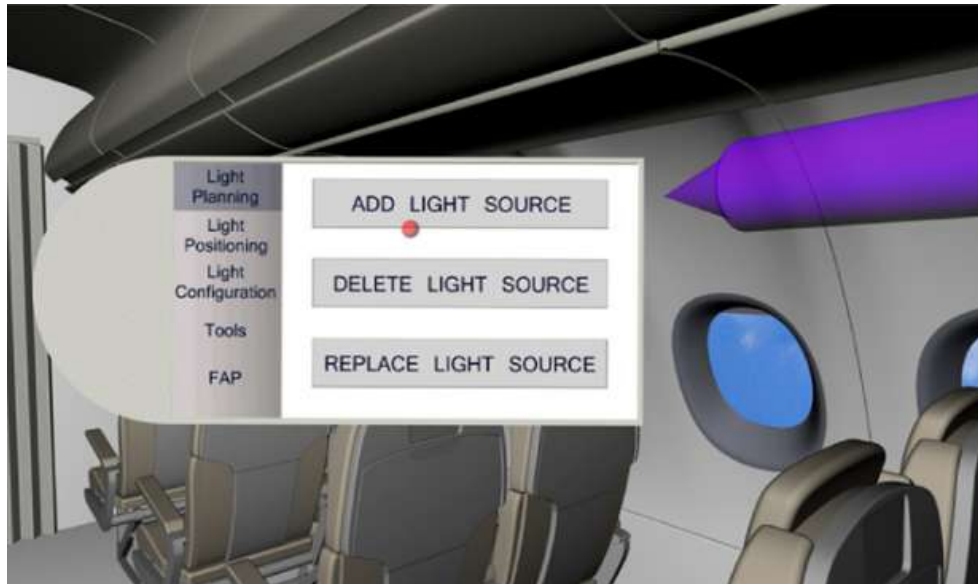 Light
Planning
Light
Positioning
Light
Configuration
Tools
FAP
ADD LIGHT SOURCE
DELETE LIGHT SOURCE
REPLACE LIGHT SOURCE